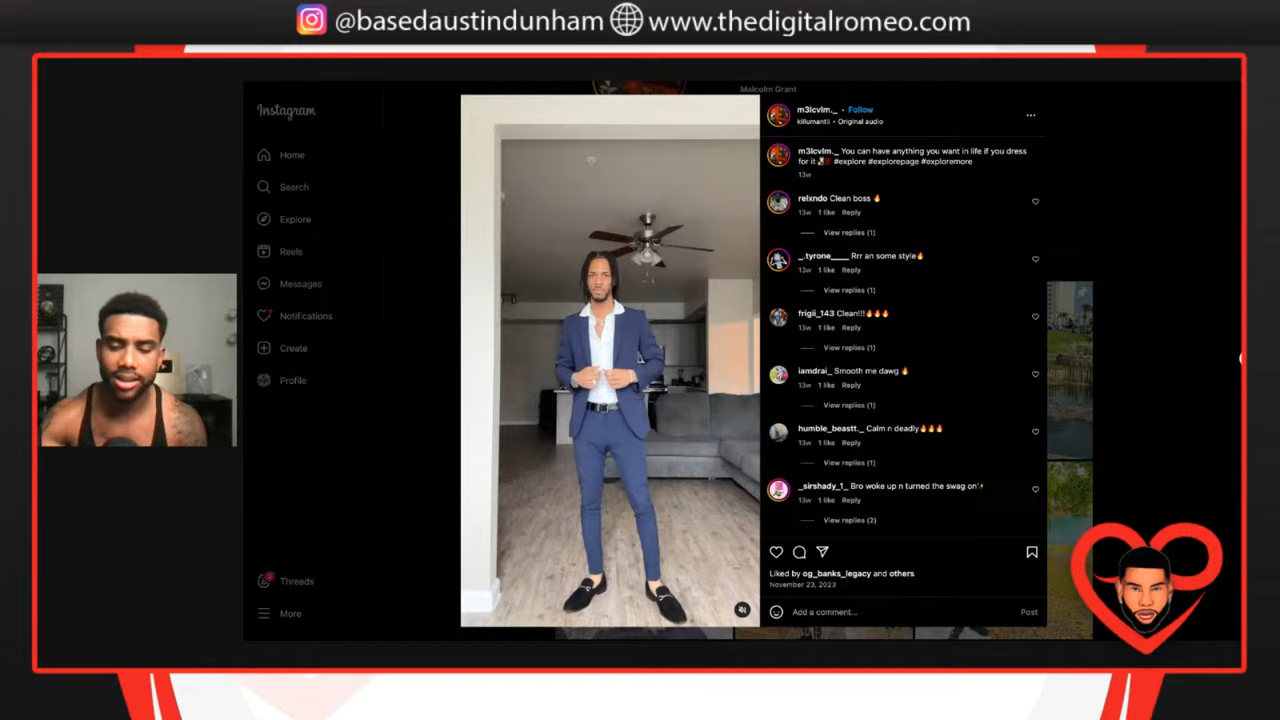 @basedaustindunham www.thedigitalromeo.com
Malcolm Grant
Instagram
Home
Search
Explore
Reels
Messages
Notifications
Create
Profile
Threads
More
m3lcvlm._ • Follow
killumantii • Original audio
m3lcvlm._ You can have anything you want in life if you dress
for it #explore #explorepage #exploremore
13w
relxndo Clean boss 🔥
13w 1 like Reply
View replies (1)
_.tyrone____ Rrr an some style🔥
13w 1 like Reply
View replies (1)
frigii_143 Clean!!!🔥🔥🔥
13w 1 like Reply
View replies (1)
iamdrai_ Smooth me dawg 🔥
13w 1 like Reply
View replies (1)
humble_beastt._ Calm n deadly🔥🔥🔥
13w 1 like Reply
View replies (1)
_sirshady_1_ Bro woke up n turned the swag on✨
13w 1 like Reply
View replies (2)
Liked by og_banks_legacy and others
November 23, 2023
Add a comment...
Post